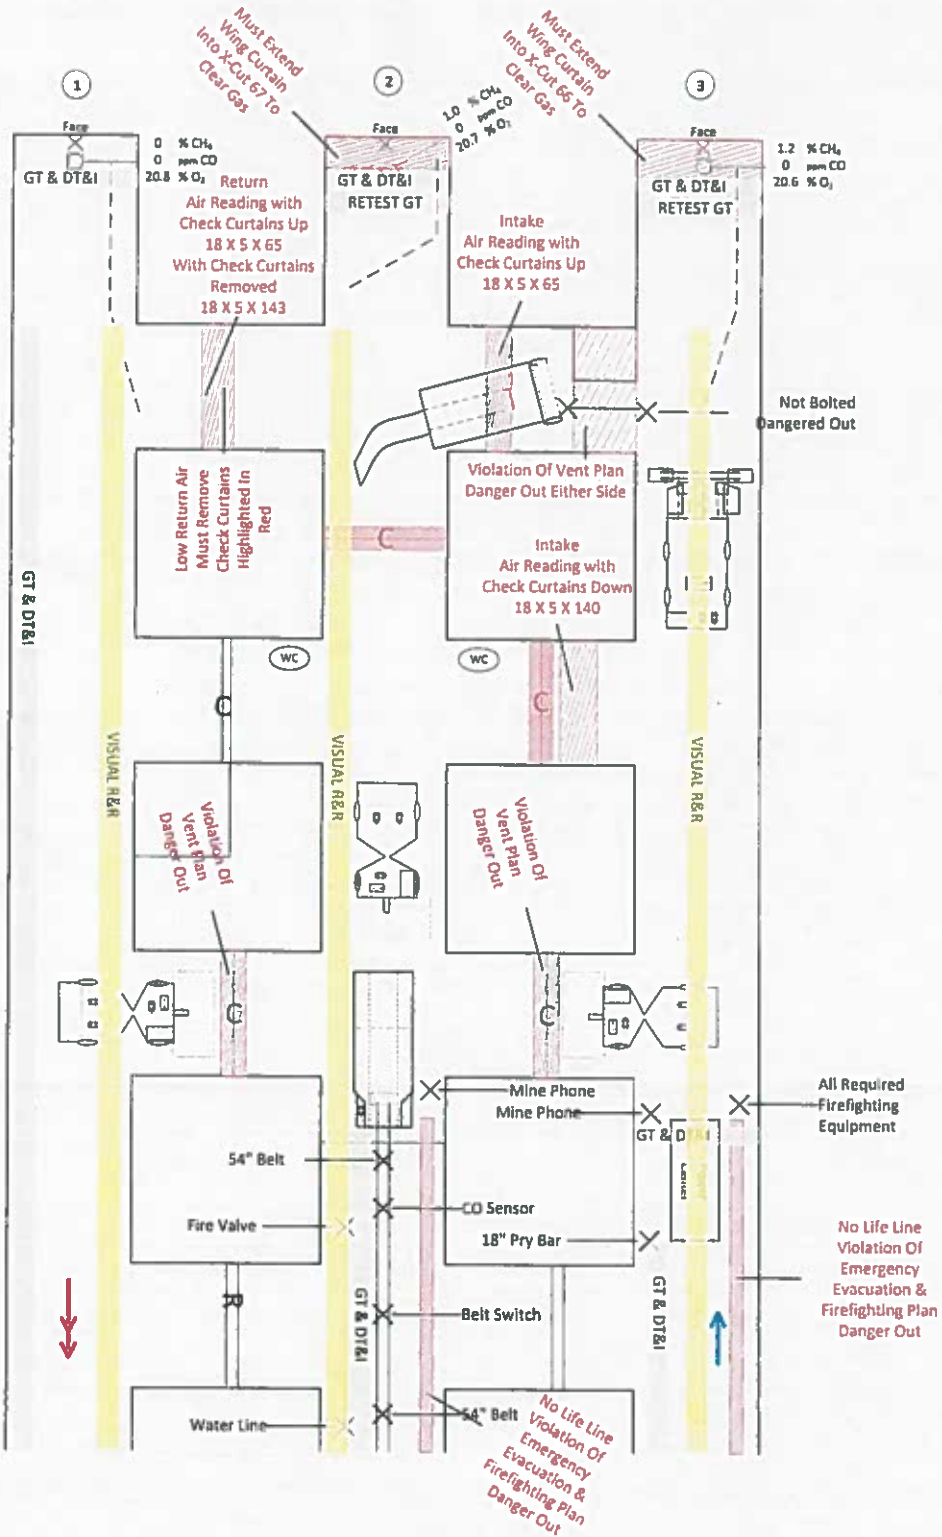 Must Extend
Wing Curtain
Into X-Cut 67 To
Clear Gas
Must Extend
Wing Curtain
Into X-Cut 66 To
Clear Gas
1
2
3
Face
0 % CH₄
0 ppm CO
20.8 % O₂
GT & DT&I
Face
1.0 % CH₄
0 ppm CO
20.7 % O₂
GT & DT&I
RETEST GT
Face
1.2 % CH₄
0 ppm CO
20.6 % O₂
GT & DT&I
RETEST GT
Return
Air Reading with
Check Curtains Up
18 X 5 X 65
With Check Curtains
Removed
18 X 5 X 143
Intake
Air Reading with
Check Curtains Up
18 X 5 X 65
Not Bolted
Dangered Out
Violation Of Vent Plan
Danger Out Either Side
Low Return Air
Must Remove
Check Curtains
Highlighted In
Red
C
Intake
Air Reading with
Check Curtains Down
18 X 5 X 140
GT & DT&I
WC
WC
C
C
VISUAL R&R
VISUAL R&R
VISUAL R&R
Violation Of
Vent Plan
Danger Out
Violation Of
Vent Plan
Danger Out
C
C
Mine Phone
Mine Phone
All Required
Firefighting
Equipment
GT & DT&I
54" Belt
CO Sensor
Fire Valve
18" Pry Bar
No Life Line
Violation Of
Emergency
Evacuation &
Firefighting Plan
Danger Out
R
GT & DT&I
Belt Switch
GT & DT&I
Water Line
54" Belt
No Life Line
Violation Of
Emergency
Evacuation &
Firefighting Plan
Danger Out